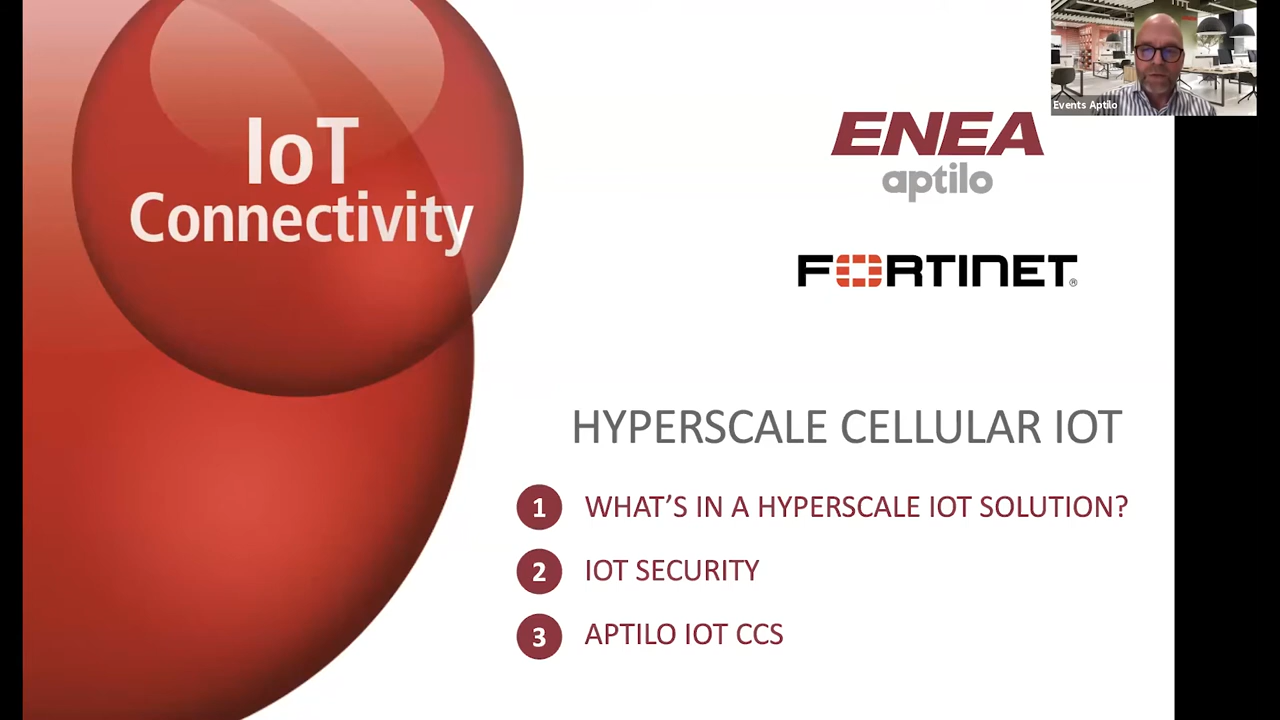 IoT
Connectivity
Events Aptilo
ENEA
aptilo
FORTINET®
HYPERSCALE CELLULAR IOT
1 WHAT’S IN A HYPERSCALE IOT SOLUTION?
2 IOT SECURITY
3 APTILO IOT CCS